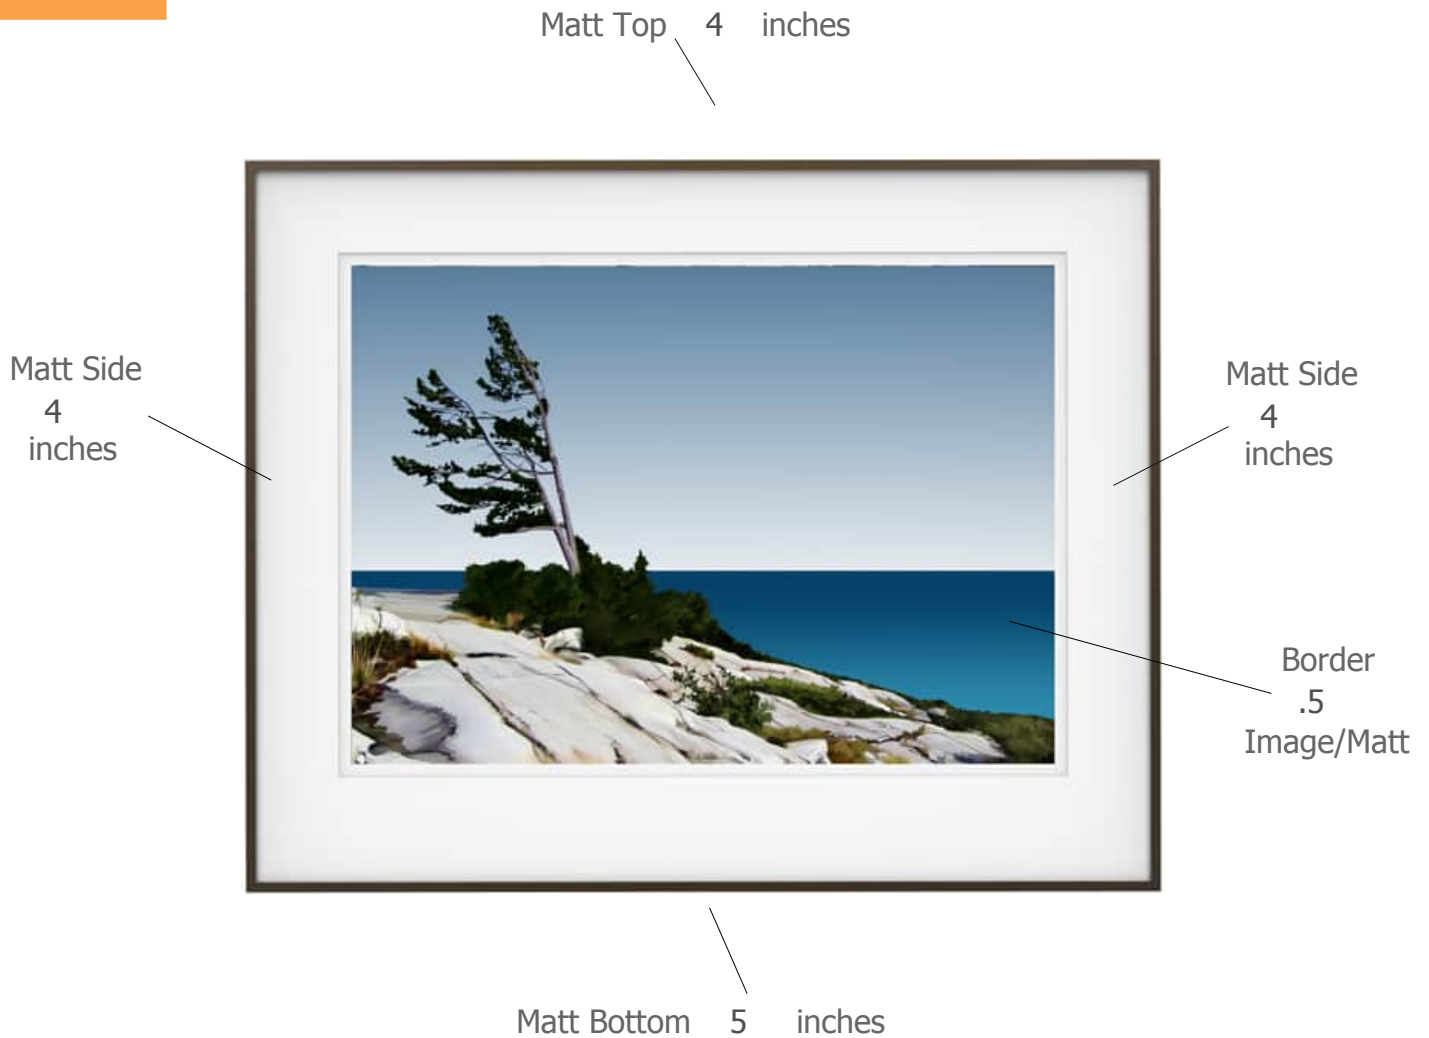 Matt Top 4 inches
Matt Side
4
inches
Matt Side
4
inches
Border
.5
Image/Matt
Matt Bottom 5 inches